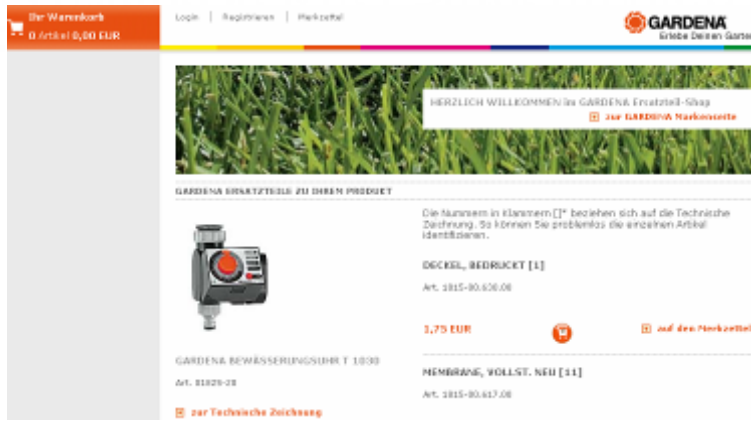 Ihr Warenkorb
0 Artikel 0,00 EUR
Login | Registrieren | Merkzettel
GARDENA
Erlebe Deinen Garten
HERZLICH WILLKOMMEN im GARDENA Ersatzteil-Shop
zur GARDENA Markenseite
GARDENA ERSATZTEILE ZU IHREM PRODUKT
Die Nummern in Klammern []* beziehen sich auf die Technische
Zeichnung. So können Sie problemlos die einzelnen Artikel
identifizieren.
DECKEL, BEDRUCKT [1]
Art. 1815-00.630.00
1,75 EUR
auf den Merkzettel
GARDENA BEWÄSSERUNGSUHR T 1030
Art. 01825-20
zur Technische Zeichnung
MEMBRANE, VOLLST. NEU [11]
Art. 1815-00.617.00